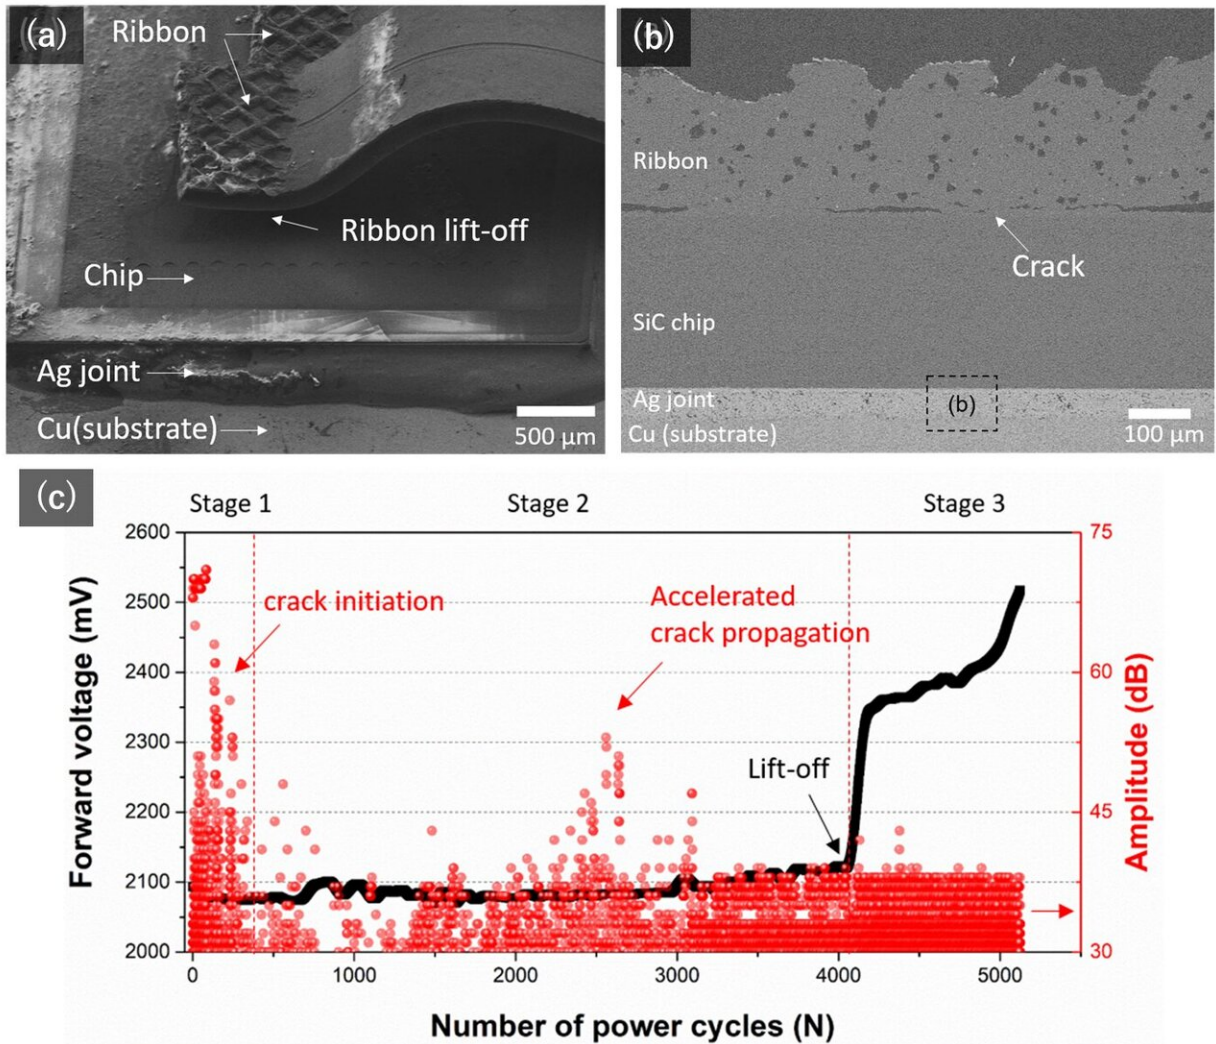 (a)
Ribbon
Ribbon lift-off
Chip
Ag joint
Cu(substrate)
500 μm
(b)
Ribbon
Crack
SiC chip
Ag joint
(b)
Cu (substrate)
100 μm
(c)
Stage 1
Stage 2
Stage 3
2600
2500
2400
2300
2200
2100
2000
Forward voltage (mV)
crack initiation
Accelerated
crack propagation
Lift-off
75
60
45
30
Amplitude (dB)
0
1000
2000
3000
4000
5000
Number of power cycles (N)